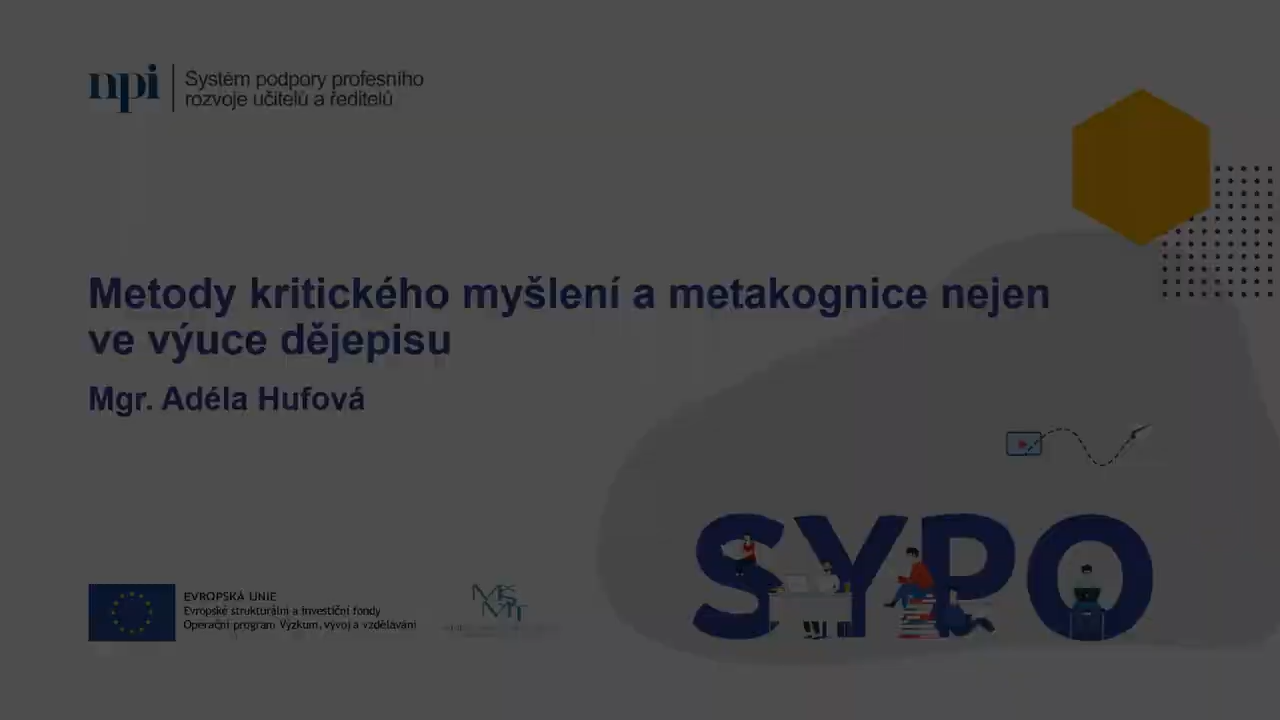 npi
Systém podpory profesního
rozvoje učitelů a ředitelů
Metody kritického myšlení a metakognice nejen
ve výuce dějepisu
Mgr. Adéla Hufová
SYPO
EVROPSKÁ UNIE
Evropské strukturální a investiční fondy
Operační program Výzkum, vývoj a vzdělávání
MŠMT